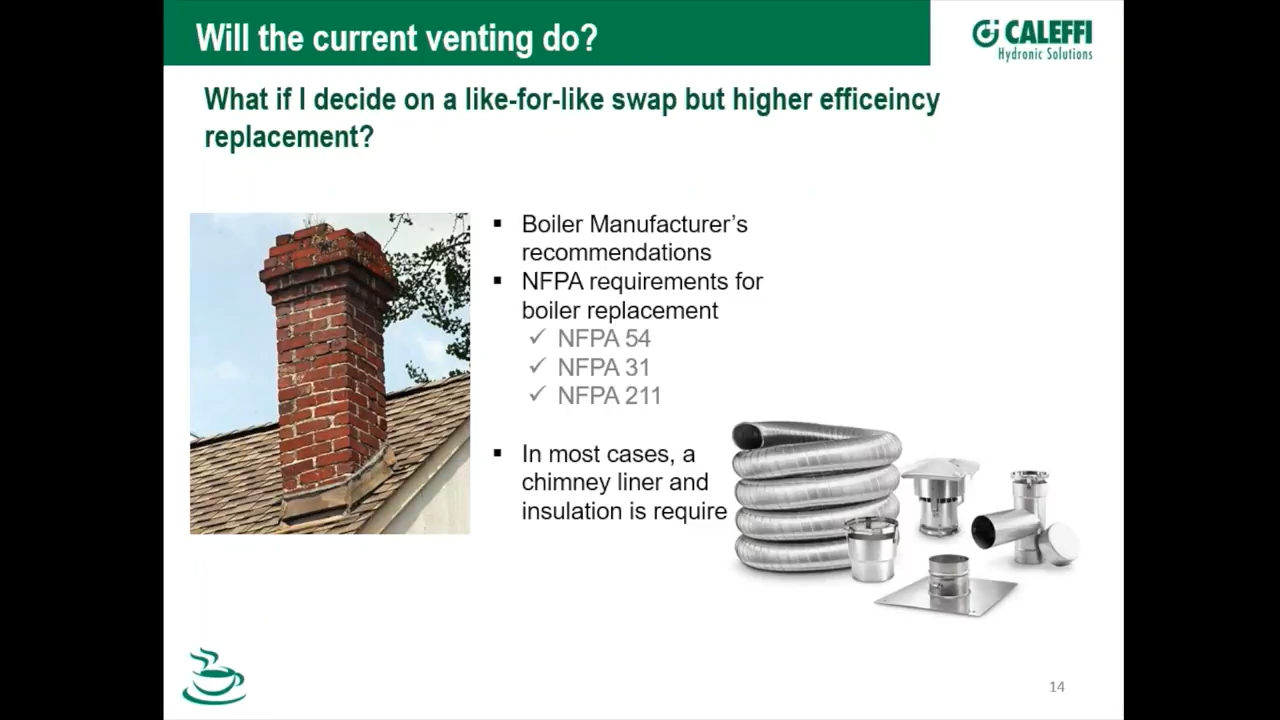 Will the current venting do?
CALEFFI
Hydronic Solutions
What if I decide on a like-for-like swap but higher efficeincy
replacement?
▪ Boiler Manufacturer’s
recommendations
▪ NFPA requirements for
boiler replacement
✓ NFPA 54
✓ NFPA 31
✓ NFPA 211
▪ In most cases, a
chimney liner and
insulation is require
14